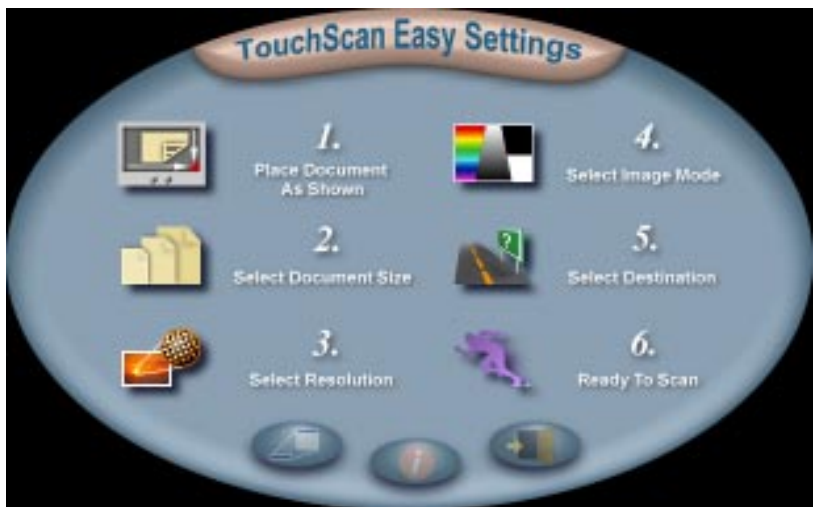 TouchScan Easy Settings
1.
Place Document
As Shown
2.
Select Document Size
3.
Select Resolution
4.
Select Image Mode
?
5.
Select Destination
6.
Ready To Scan
i